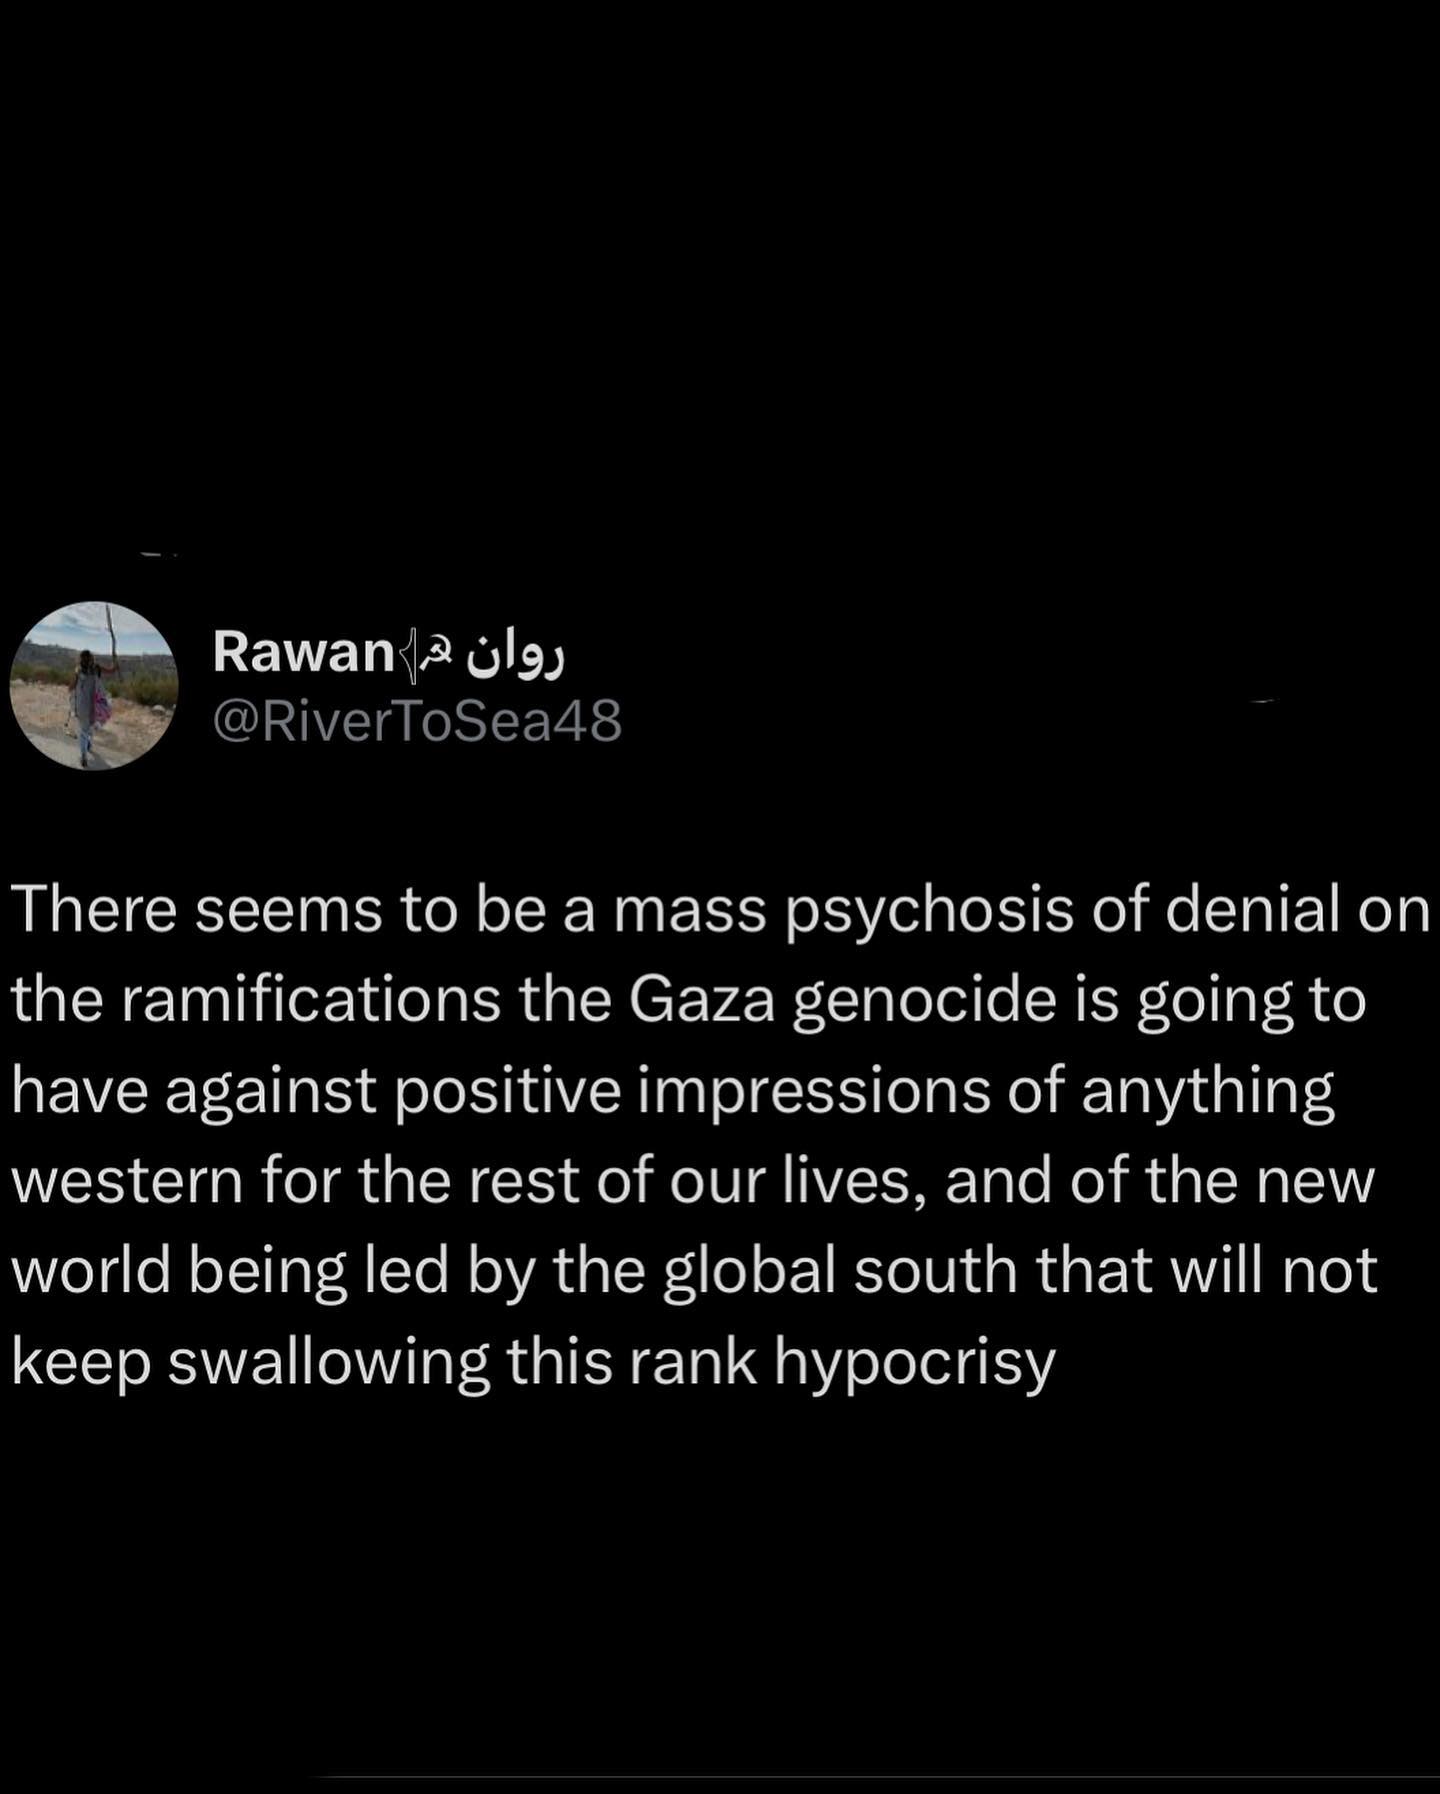 Rawan𓏲☭ روان
@RiverToSea48
There seems to be a mass psychosis of denial on
the ramifications the Gaza genocide is going to
have against positive impressions of anything
western for the rest of our lives, and of the new
world being led by the global south that will not
keep swallowing this rank hypocrisy